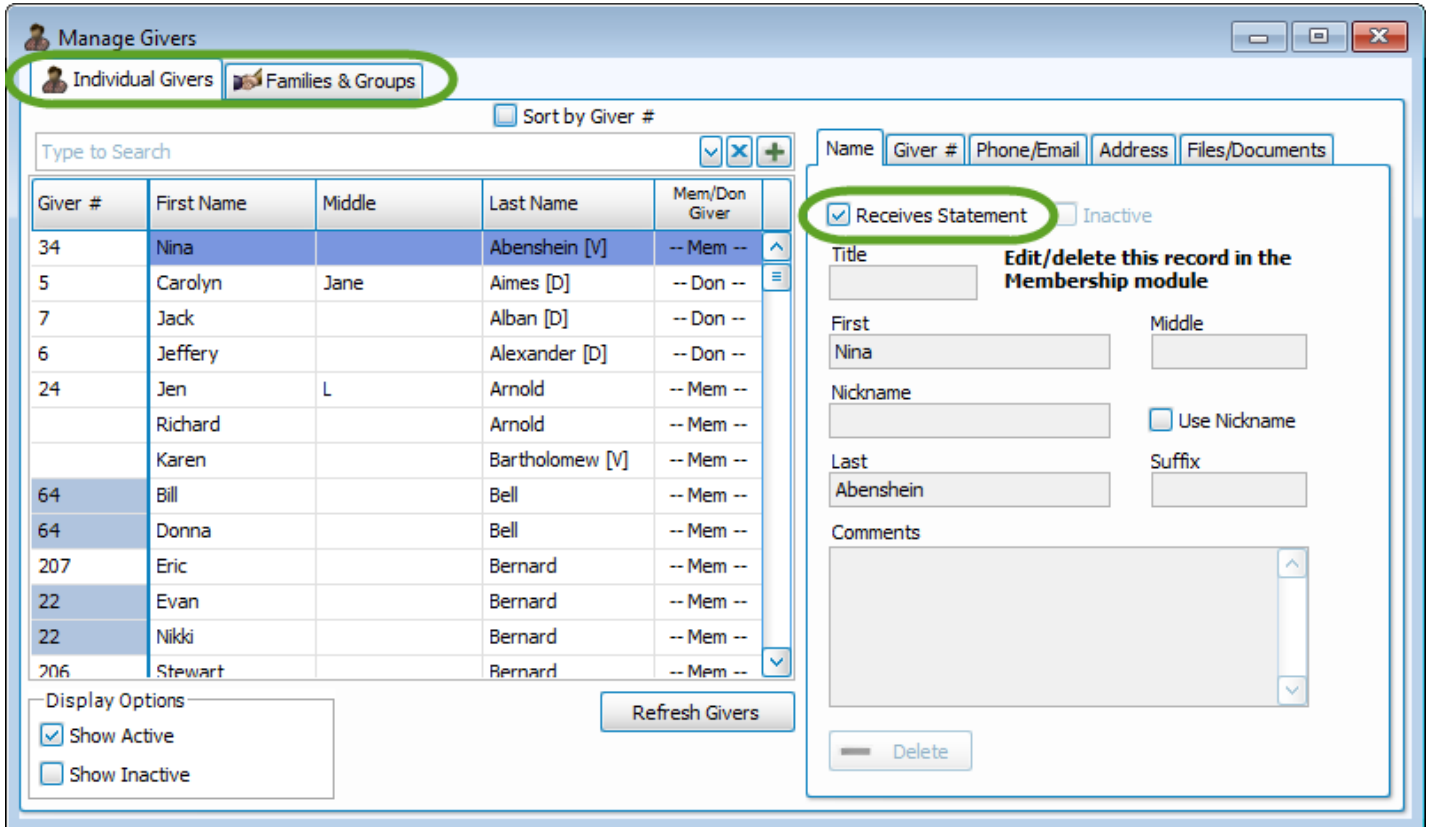 Manage Givers
Individual Givers Families & Groups
Sort by Giver #
Type to Search
Giver # First Name Middle Last Name Mem/Don Giver
34 Nina Abenshein [V] -- Mem --
5 Carolyn Jane Aimes [D] -- Don --
7 Jack Alban [D] -- Don --
6 Jeffery Alexander [D] -- Don --
24 Jen L Arnold -- Mem --
Richard Arnold -- Mem --
Karen Bartholomew [V] -- Mem --
64 Bill Bell -- Mem --
64 Donna Bell -- Mem --
207 Eric Bernard -- Mem --
22 Evan Bernard -- Mem --
22 Nikki Bernard -- Mem --
206 Stewart Bernard -- Mem --
Display Options
Show Active
Show Inactive
Refresh Givers
Name Giver # Phone/Email Address Files/Documents
Receives Statement Inactive
Title
Edit/delete this record in the
Membership module
First Middle
Nina
Nickname
Use Nickname
Last Suffix
Abenshein
Comments
Delete